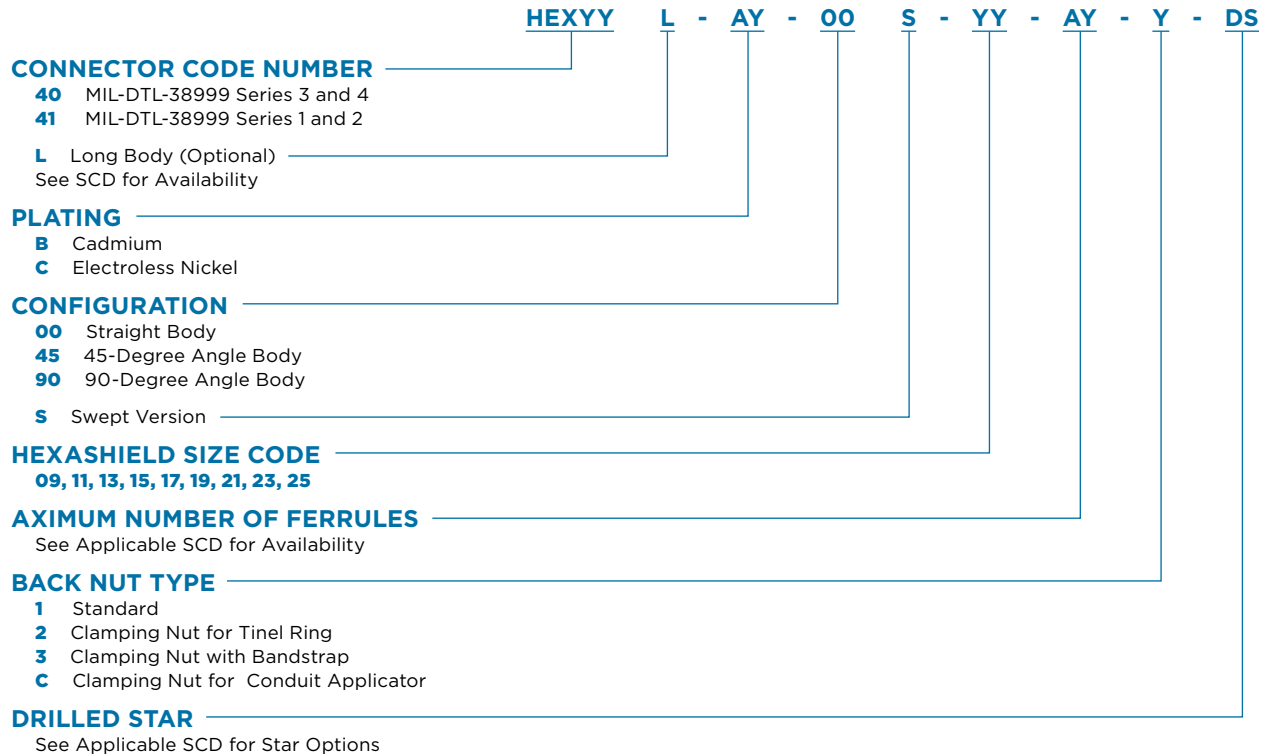 HEXYY L - AY - 00 S - YY - AY - Y - DS
CONNECTOR CODE NUMBER
40 MIL-DTL-38999 Series 3 and 4
41 MIL-DTL-38999 Series 1 and 2
L Long Body (Optional)
See SCD for Availability
PLATING
B Cadmium
C Electroless Nickel
CONFIGURATION
00 Straight Body
45 45-Degree Angle Body
90 90-Degree Angle Body
S Swept Version
HEXASHIELD SIZE CODE
09, 11, 13, 15, 17, 19, 21, 23, 25
AXIMUM NUMBER OF FERRULES
See Applicable SCD for Availability
BACK NUT TYPE
1 Standard
2 Clamping Nut for Tinel Ring
3 Clamping Nut with Bandstrap
C Clamping Nut for Conduit Applicator
DRILLED STAR
See Applicable SCD for Star Options